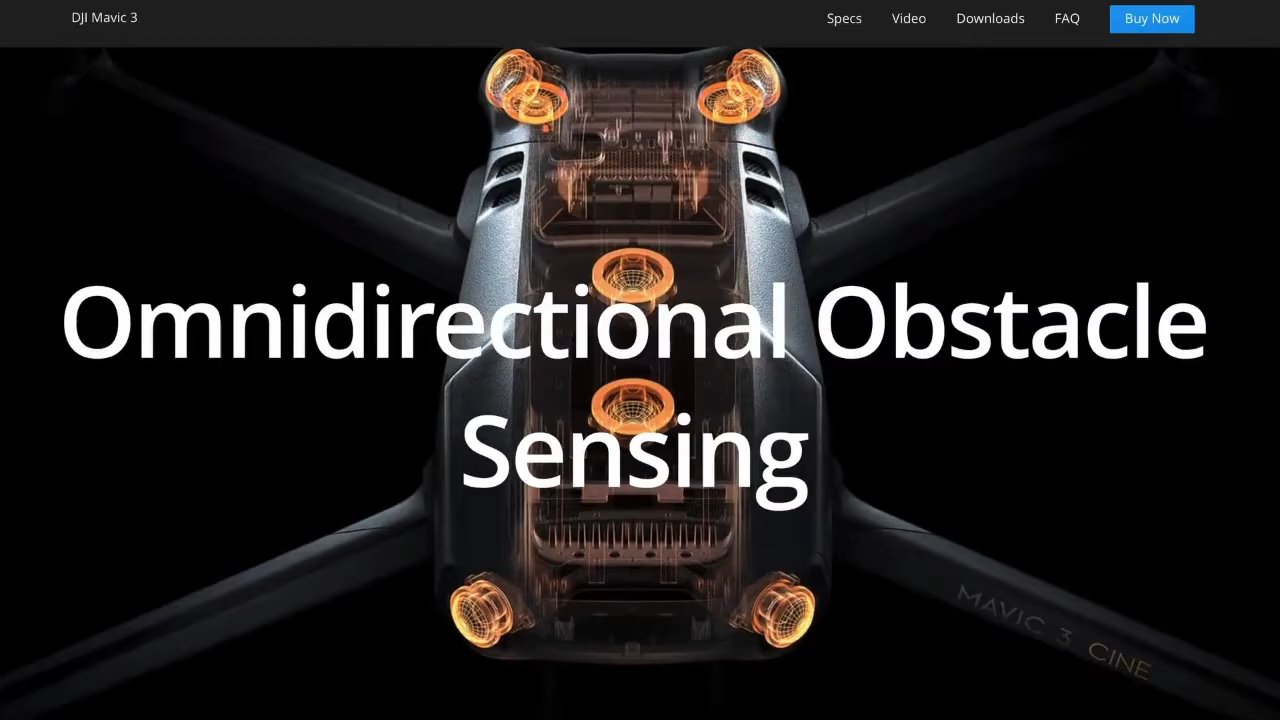 DJI Mavic 3
Specs
Video
Downloads
FAQ
Buy Now
Omnidirectional Obstacle
Sensing
MAVIC 3 CINE